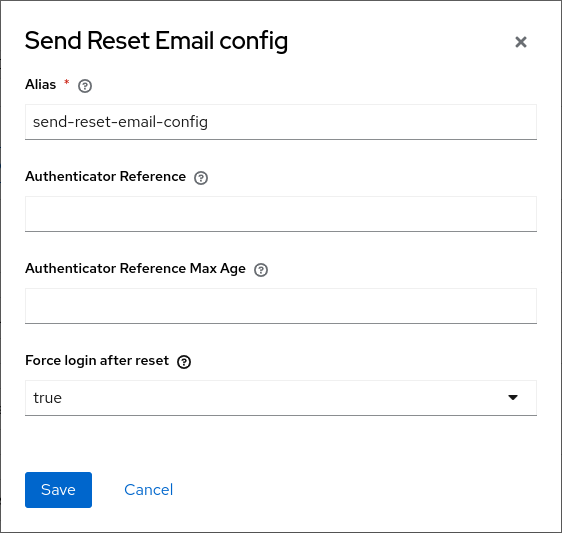 Send Reset Email config
Alias *
send-reset-email-config
Authenticator Reference
Authenticator Reference Max Age
Force login after reset
true
Save Cancel